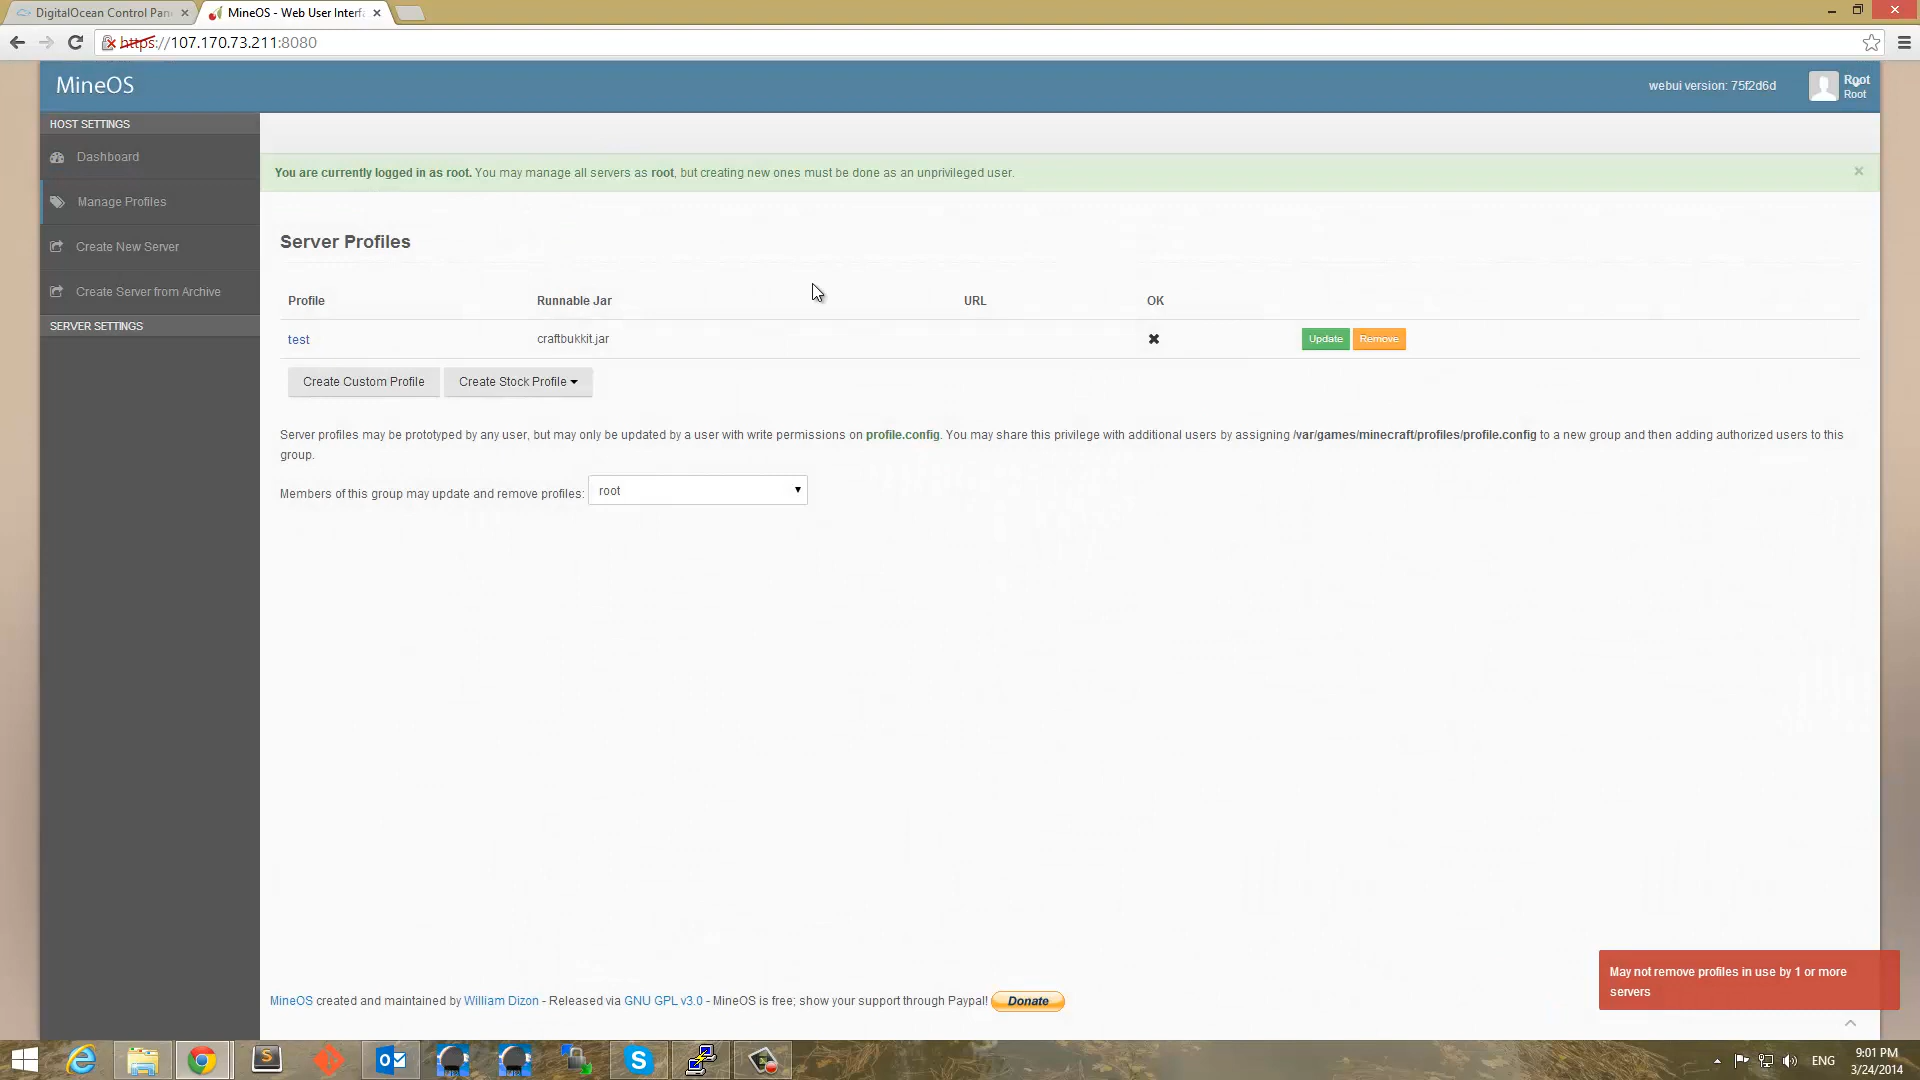 DigitalOcean Control Pan
MineOS - Web User Interfa
https://107.170.73.211:8080
MineOS
webui version: 75f2d6d
Root
Root
HOST SETTINGS
Dashboard
Manage Profiles
Create New Server
Create Server from Archive
SERVER SETTINGS
You are currently logged in as root. You may manage all servers as root, but creating new ones must be done as an unprivileged user.
Server Profiles
Profile Runnable Jar URL OK
test craftbukkit.jar Update Remove
Create Custom Profile Create Stock Profile
Server profiles may be prototyped by any user, but may only be updated by a user with write permissions on profile.config. You may share this privilege with additional users by assigning /var/games/minecraft/profiles/profile.config to a new group and then adding authorized users to this
group.
Members of this group may update and remove profiles: root
May not remove profiles in use by 1 or more
servers
MineOS created and maintained by William Dizon - Released via GNU GPL v3.0 - MineOS is free; show your support through Paypal! Donate
ENG
9:01 PM
3/24/2014